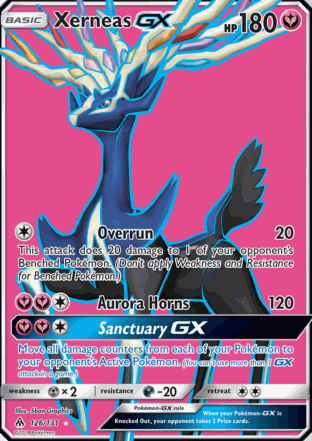 BASIC Xerneas GX HP 180
Overrun 20
This attack does 20 damage to 1 of your opponent's
Benched Pokémon. (Don't apply Weakness and Resistance
for Benched Pokémon.)
Aurora Horns 120
Sanctuary GX
Move all damage counters from each of your Pokémon to
your opponent's Active Pokémon. (You can't use more than 1 GX
attack in a game.)
weakness ×2 resistance -20 retreat
Illus. 5ban Graphics
126/131
Pokémon-GX rule
When your Pokémon-GX is
Knocked Out, your opponent takes 2 Prize cards.